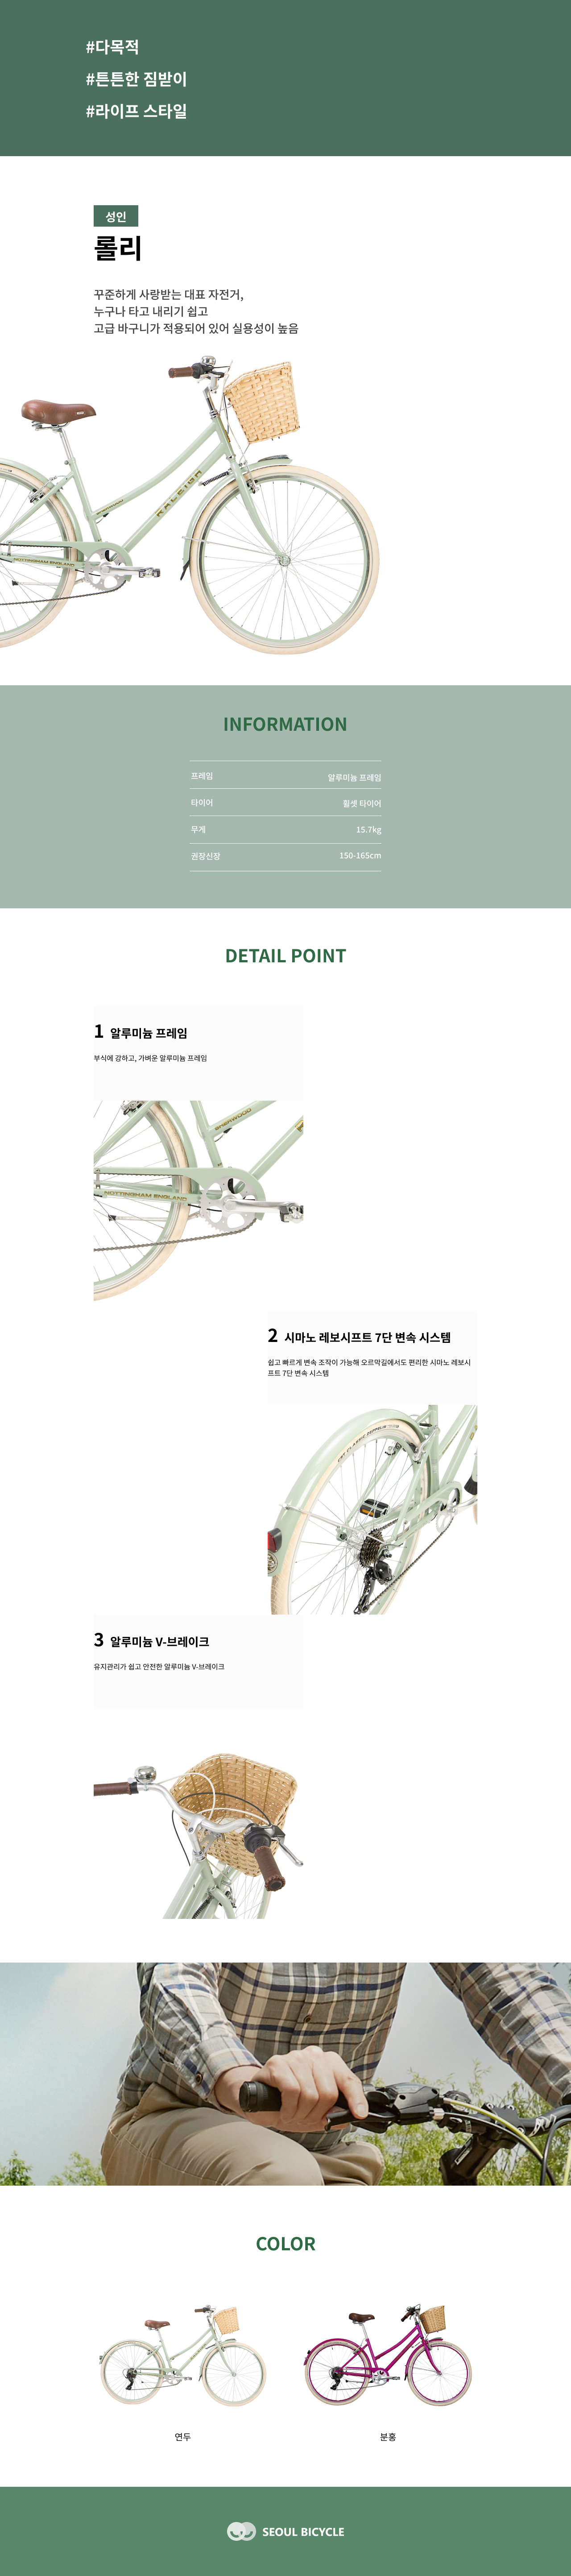 #다목적
#튼튼한 짐받이
#라이프 스타일
성인
롤리
꾸준하게 사랑받는 대표 자전거,
누구나 타고 내리기 쉽고
고급 바구니가 적용되어 있어 실용성이 높음
RALEIGH
NOTTINGHAM ENGLAND
INFORMATION
프레임 알루미늄 프레임
타이어 휠셋 타이어
무게 15.7kg
권장신장 150-165cm
DETAIL POINT
1 알루미늄 프레임
부식에 강하고, 가벼운 알루미늄 프레임
SHERWOOD
NOTTINGHAM ENGLAND
2 시마노 레보시프트 7단 변속 시스템
쉽고 빠르게 변속 조작이 가능해 오르막길에서도 편리한 시마노 레보시
프트 7단 변속 시스템
3 알루미늄 V-브레이크
유지관리가 쉽고 안전한 알루미늄 V-브레이크
COLOR
연두
분홍
SEOUL BICYCLE